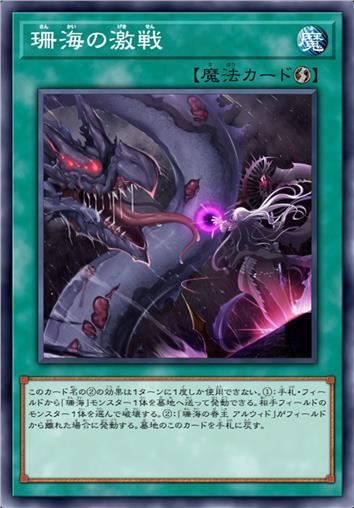 珊海の激戦
魔
【魔法カード】
このカード名の②の効果は1ターンに1度しか使用できない。①:手札・フィー
ルドから「珊海」モンスター1体を墓地へ送って発動できる。相手フィールドの
モンスター1体を選んで破壊する。②:「珊海の眷王 アルウィド」がフィールド
から離れた場合に発動する。墓地のこのカードを手札に戻す。